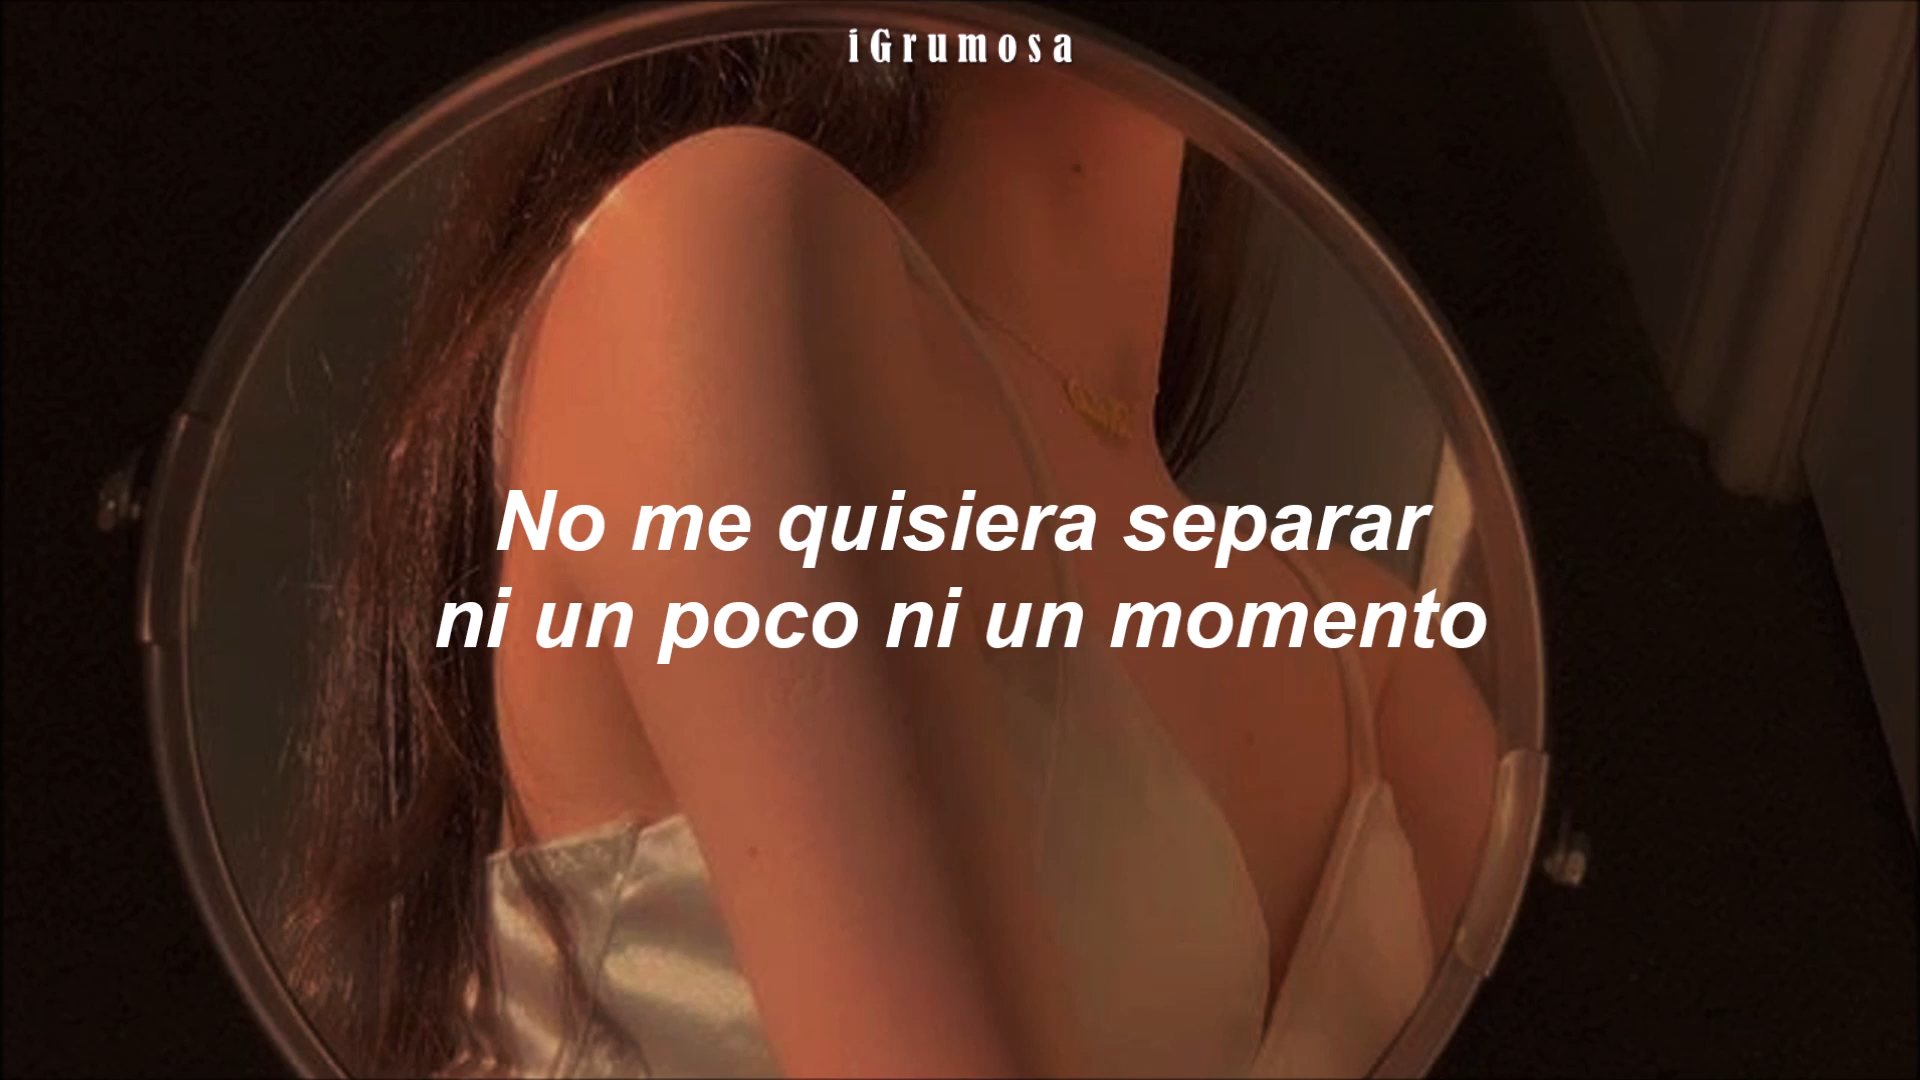 iGrumosa
No me quisiera separar
ni un poco ni un momento